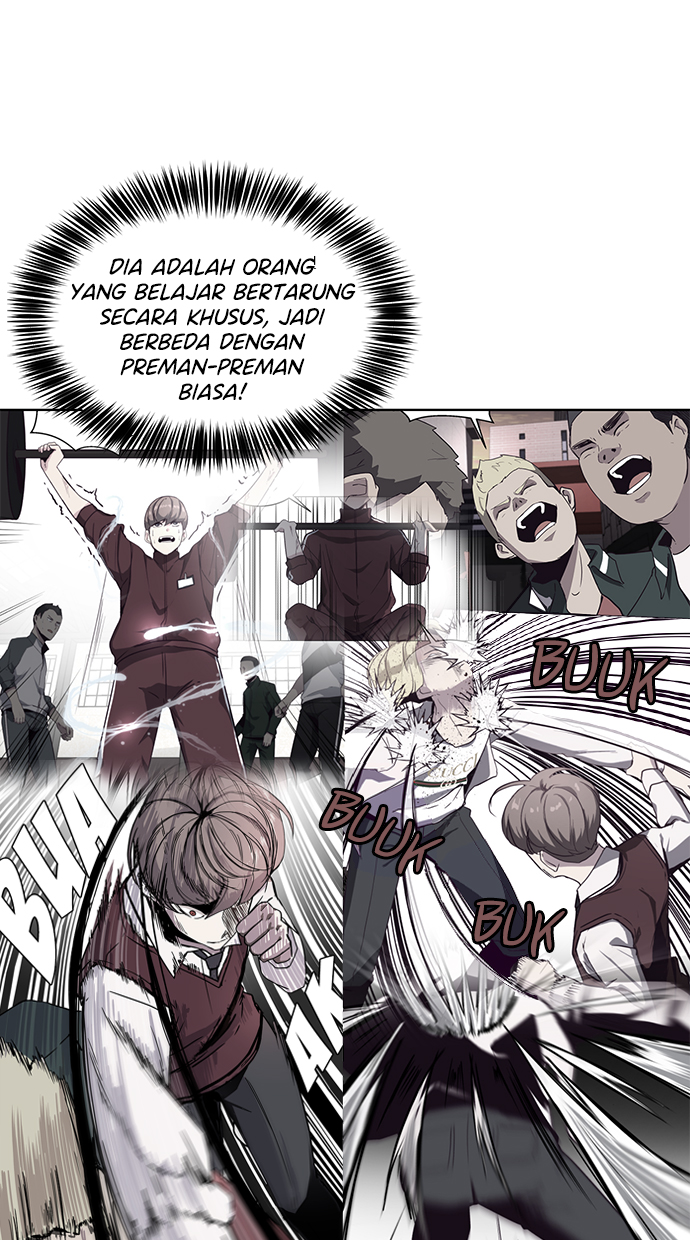 DIA ADALAH ORANG
YANG BELAJAR BERTARUNG
SECARA KHUSUS, JADI
BERBEDA DENGAN
PREMAN-PREMAN
BIASA!
BUUK
GUCCI
BUUK
BUK
BUA
AK